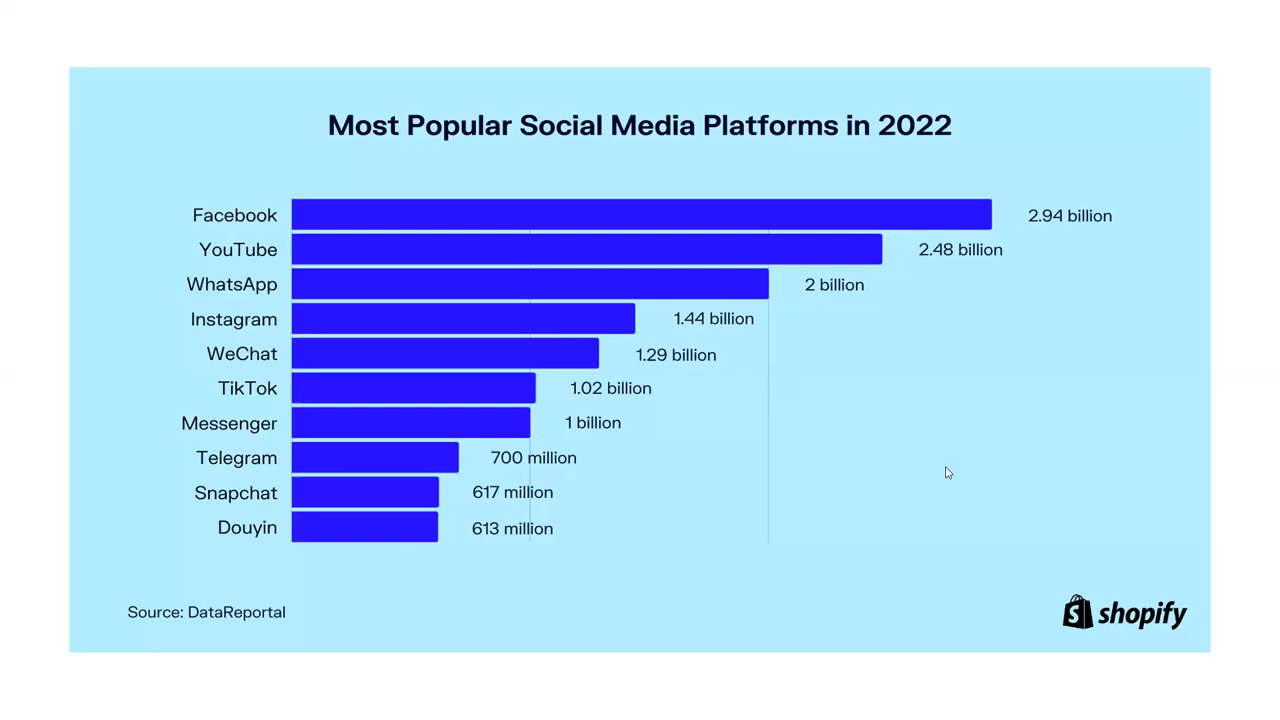 Most Popular Social Media Platforms in 2022
Facebook 2.94 billion
YouTube 2.48 billion
WhatsApp 2 billion
Instagram 1.44 billion
WeChat 1.29 billion
TikTok 1.02 billion
Messenger 1 billion
Telegram 700 million
Snapchat 617 million
Douyin 613 million
Source: DataReportal
shopify